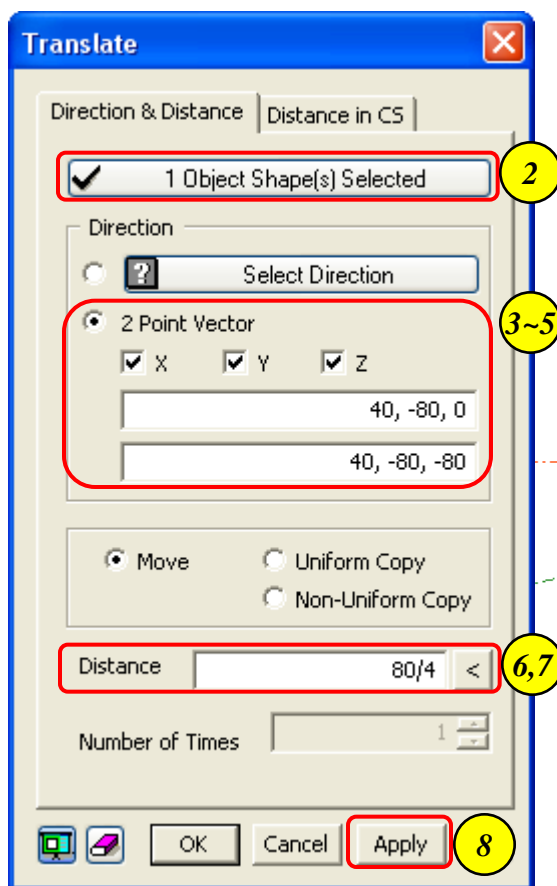 Translate
Direction & Distance Distance in CS
1 Object Shape(s) Selected 2
Direction
? Select Direction
2 Point Vector 3~5
X Y Z
40, -80, 0
40, -80, -80
Move Uniform Copy
Non-Uniform Copy
Distance 80/4 < 6,7
Number of Times 1
OK Cancel Apply 8